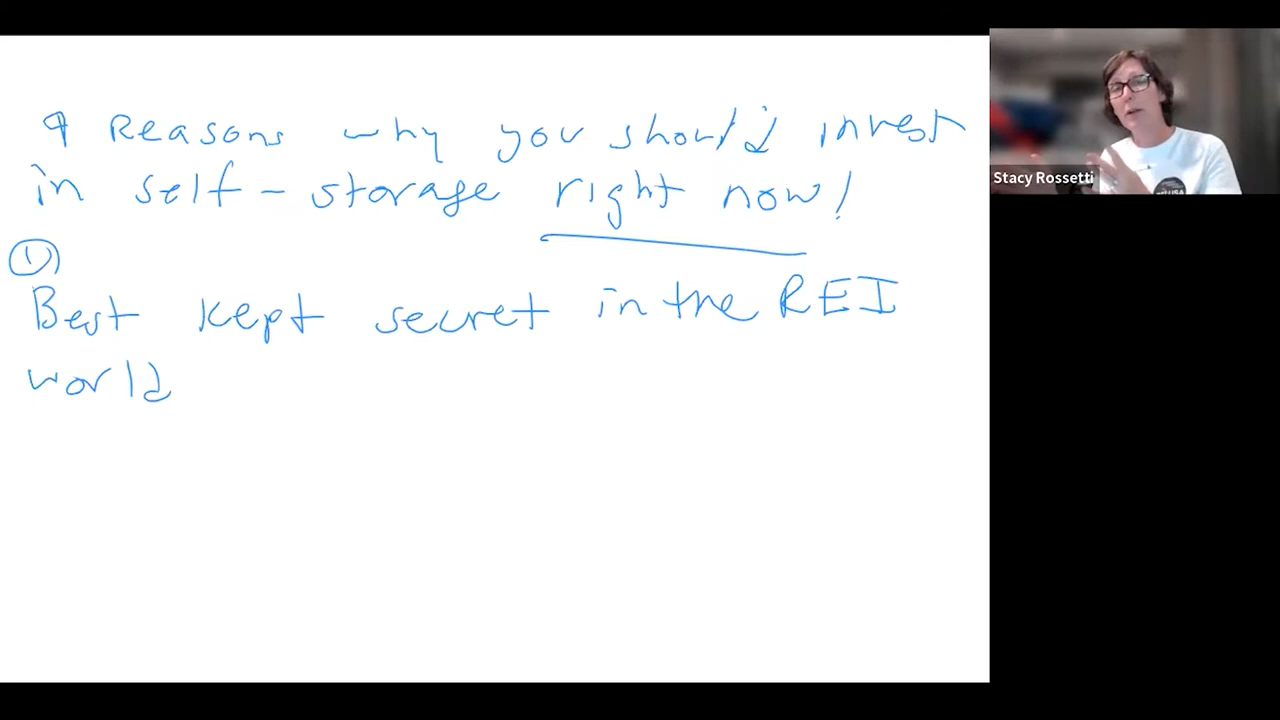 9 Reasons why you should invest
in self-storage right now!
1
Best kept secret in the REI
world
Stacy Rossetti